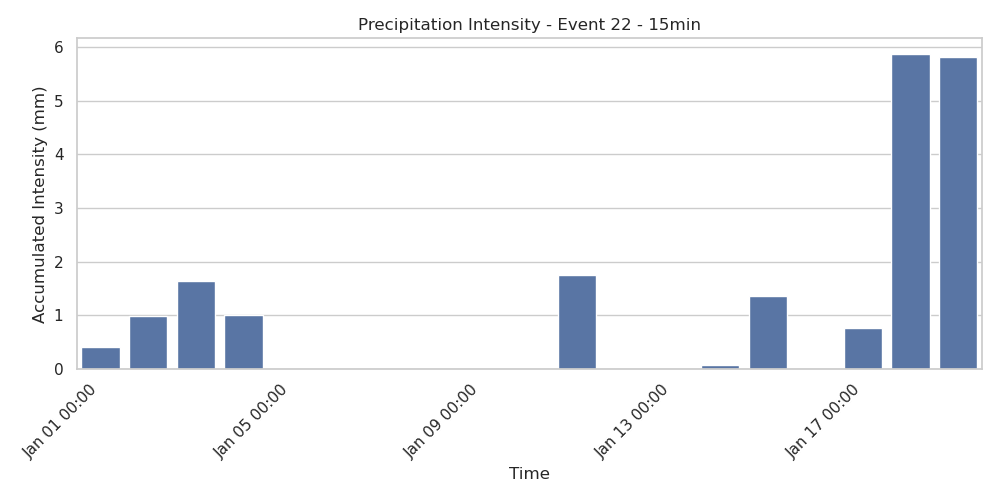 Precipitation Intensity - Event 22 - 15min
Accumulated Intensity (mm)
6
5
4
3
2
1
0
Jan 01 00:00
Jan 05 00:00
Jan 09 00:00
Jan 13 00:00
Jan 17 00:00
Time